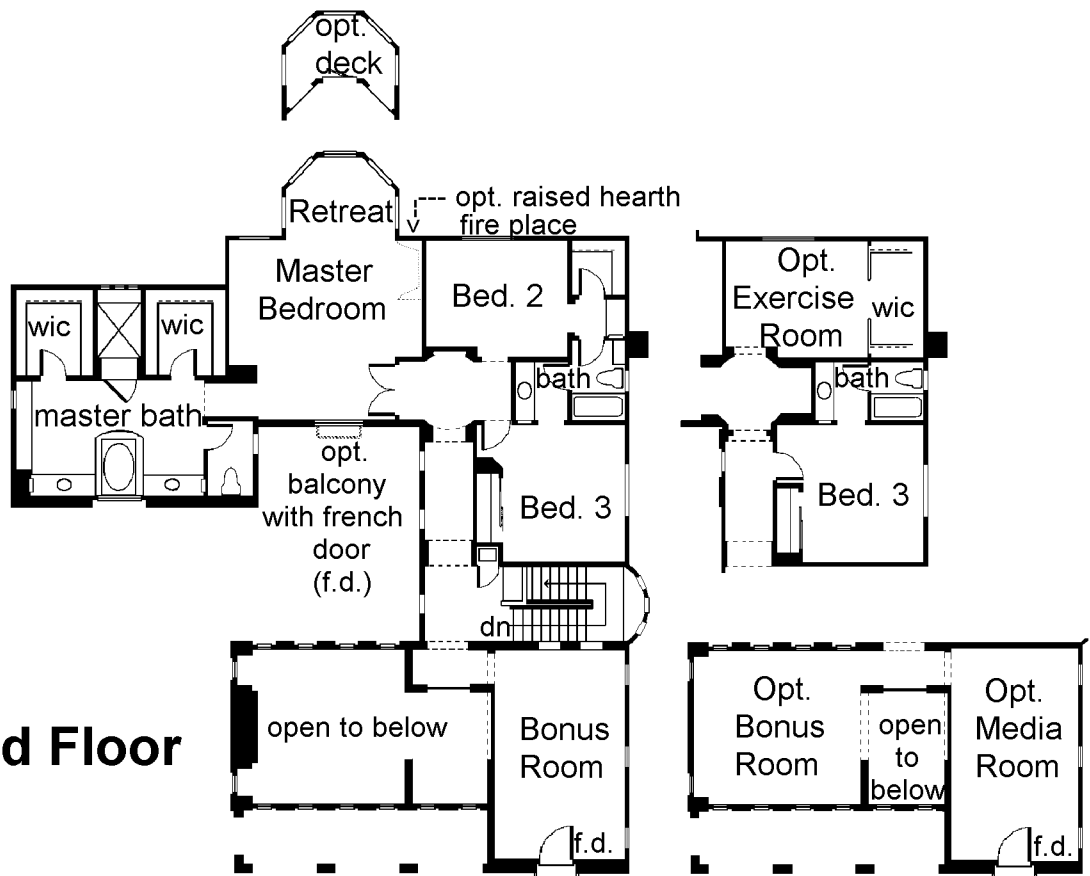 opt.
deck
Retreat
opt. raised hearth
fire place
Master
Bedroom
Bed. 2
wic
wic
bath
master bath
opt.
balcony
with french
door
(f.d.)
Bed. 3
dn
open to below
Bonus
Room
f.d.
d Floor
Opt.
Exercise
Room
wic
bath
Bed. 3
Opt.
Bonus
Room
open
to
below
Opt.
Media
Room
f.d.